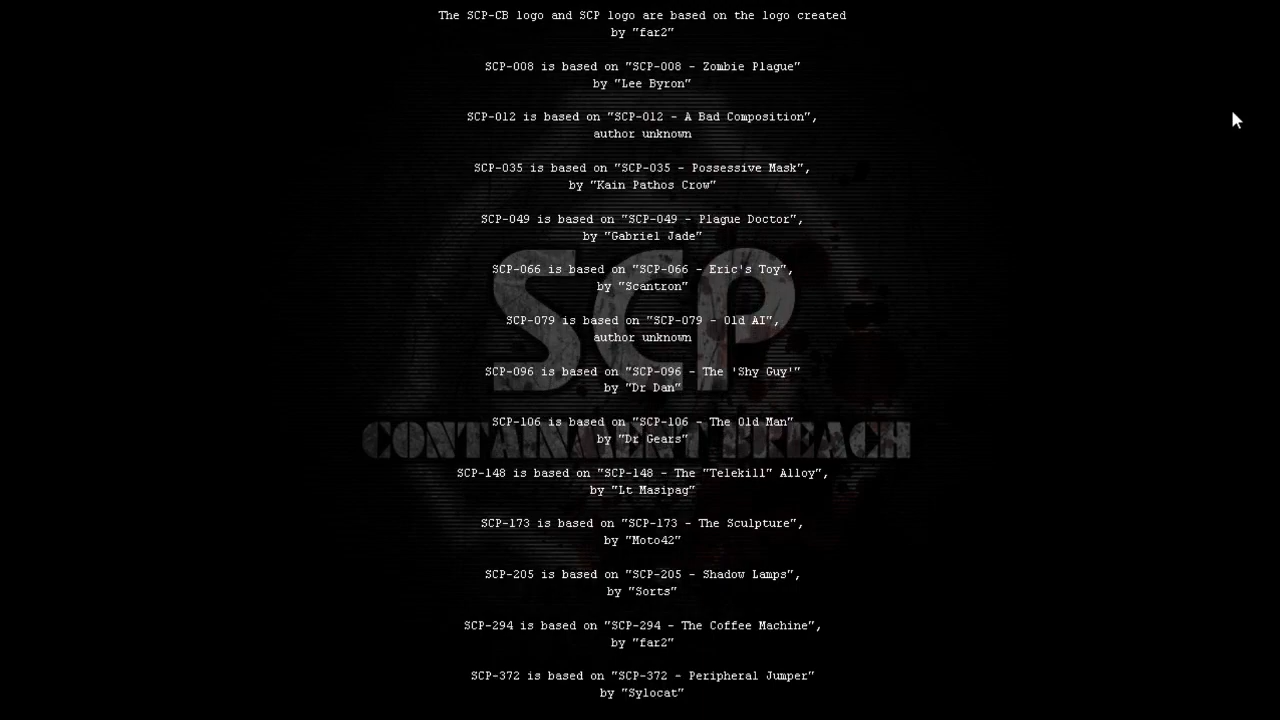 The SCP-CB logo and SCP logo are based on the logo created
by "far2"
SCP-008 is based on "SCP-008 - Zombie Plague"
by "Lee Byron"
SCP-012 is based on "SCP-012 - A Bad Composition",
author unknown
SCP-035 is based on "SCP-035 - Possessive Mask",
by "Kain Pathos Crow"
SCP-049 is based on "SCP-049 - Plague Doctor",
by "Gabriel Jade"
SCP-066 is based on "SCP-066 - Eric's Toy",
by "Scantron"
SCP-079 is based on "SCP-079 - Old AI",
author unknown
SCP-096 is based on "SCP-096 - The 'Shy Guy'"
by "Dr Dan"
SCP-106 is based on "SCP-106 - The Old Man"
by "Dr Gears"
SCP-148 is based on "SCP-148 - The "Telekill" Alloy",
by "Lt Masipag"
SCP-173 is based on "SCP-173 - The Sculpture",
by "Moto42"
SCP-205 is based on "SCP-205 - Shadow Lamps",
by "Sorts"
SCP-294 is based on "SCP-294 - The Coffee Machine",
by "far2"
SCP-372 is based on "SCP-372 - Peripheral Jumper"
by "Sylocat"
SCP
CONTAINMENT BREACH